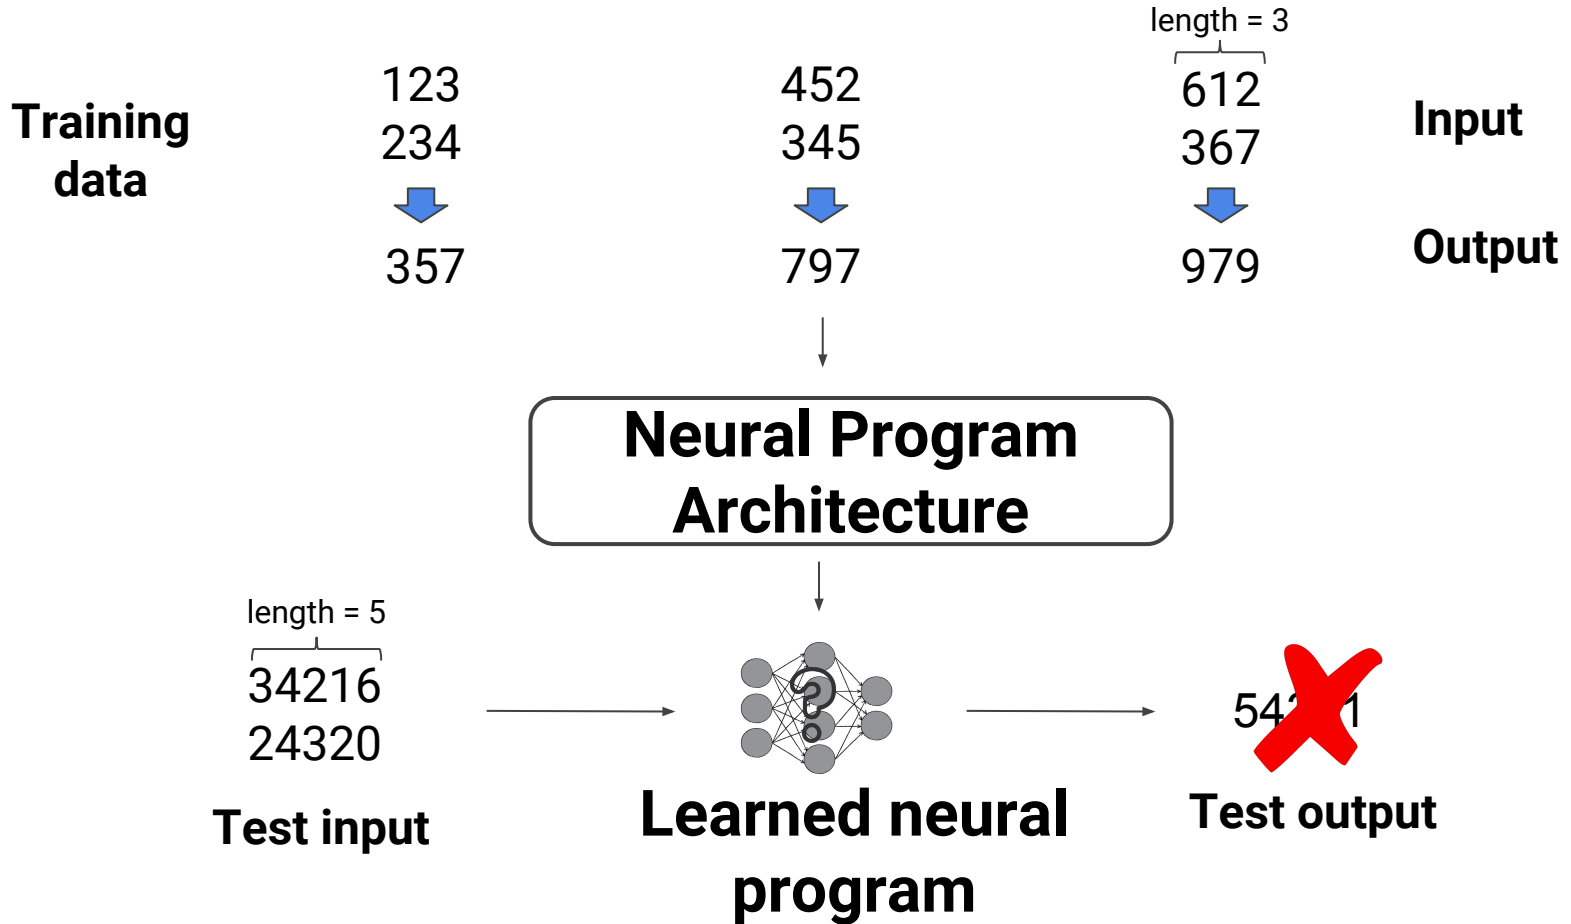 length = 3
Training
data
123
234
452
345
612
367
Input
357
797
979
Output
Neural Program
Architecture
length = 5
34216
24320
?
Test input
Learned neural
program
Test output